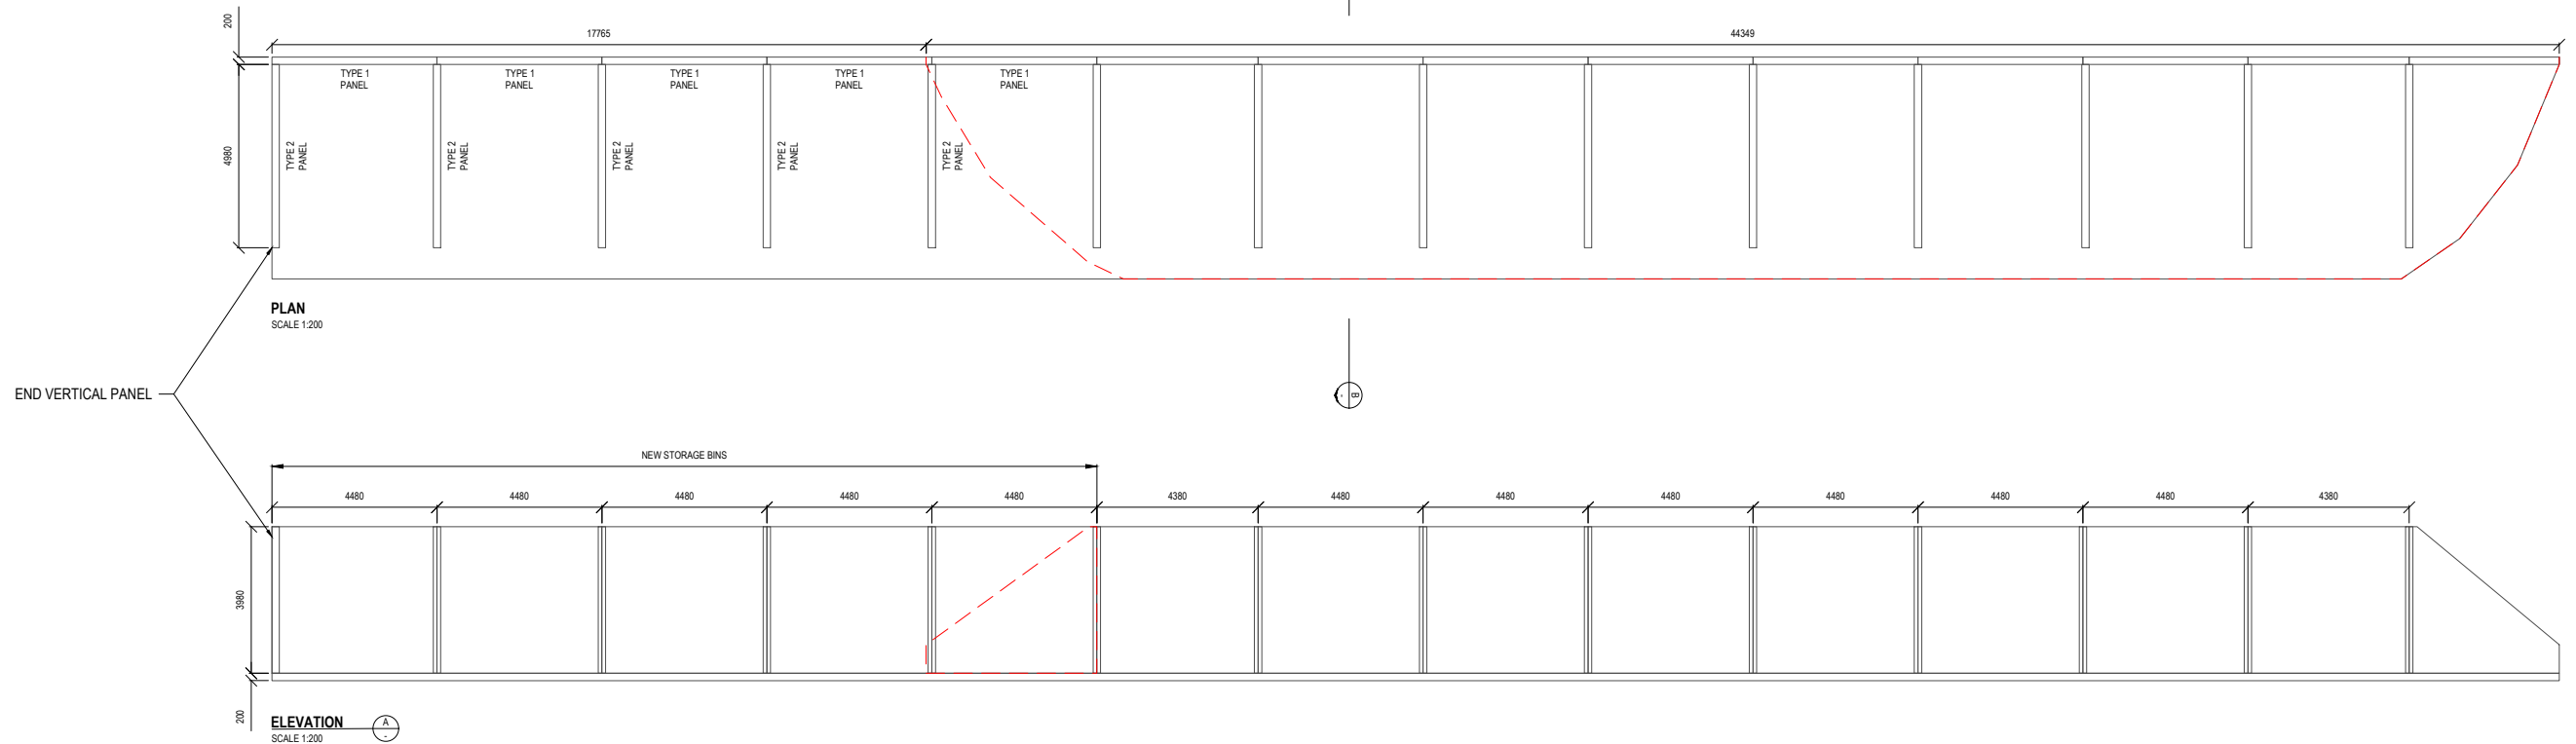 200
17765
44349
TYPE 1
PANEL
TYPE 1
PANEL
TYPE 1
PANEL
TYPE 1
PANEL
TYPE 1
PANEL
4980
TYPE 2
PANEL
TYPE 2
PANEL
TYPE 2
PANEL
TYPE 2
PANEL
TYPE 2
PANEL
PLAN
SCALE 1:200
END VERTICAL PANEL
B
-
NEW STORAGE BINS
4480
4480
4480
4480
4480
4380
4480
4480
4480
4480
4480
4480
4380
3980
200
ELEVATION
A
-
SCALE 1:200